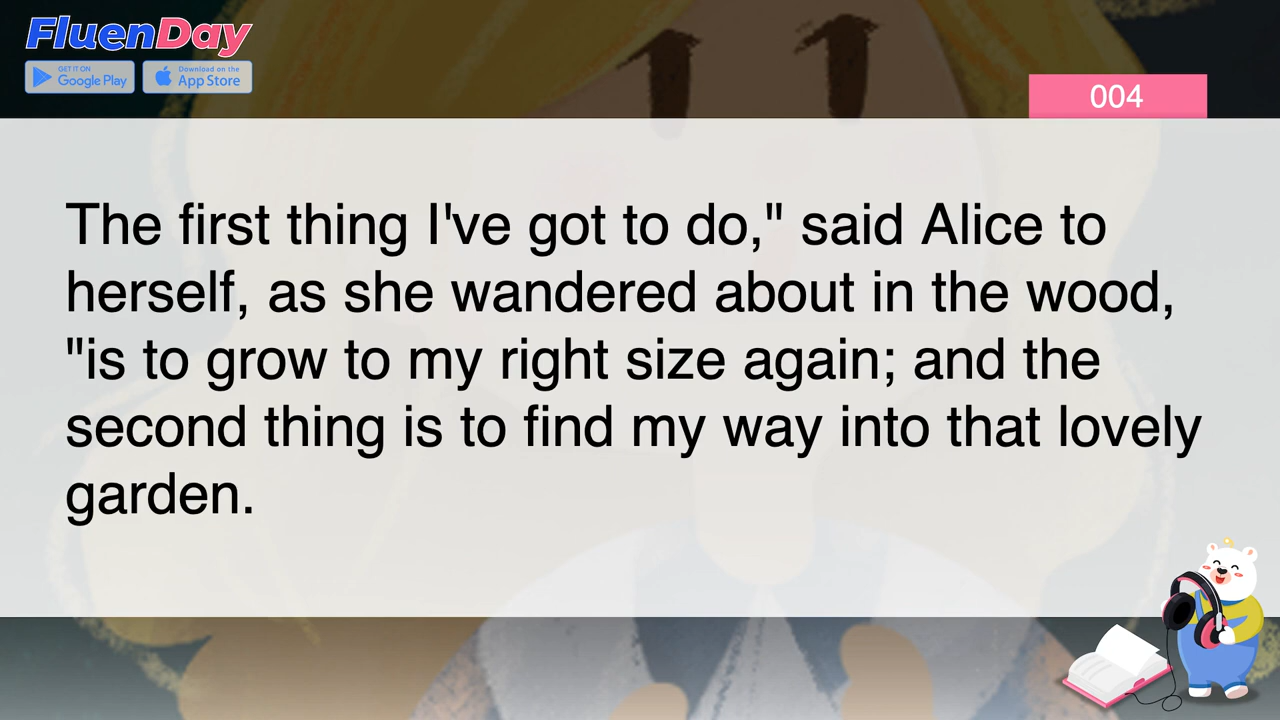 FluenDay
GET IT ON
Google Play
Download on the
App Store
004
The first thing I've got to do," said Alice to
herself, as she wandered about in the wood,
"is to grow to my right size again; and the
second thing is to find my way into that lovely
garden.